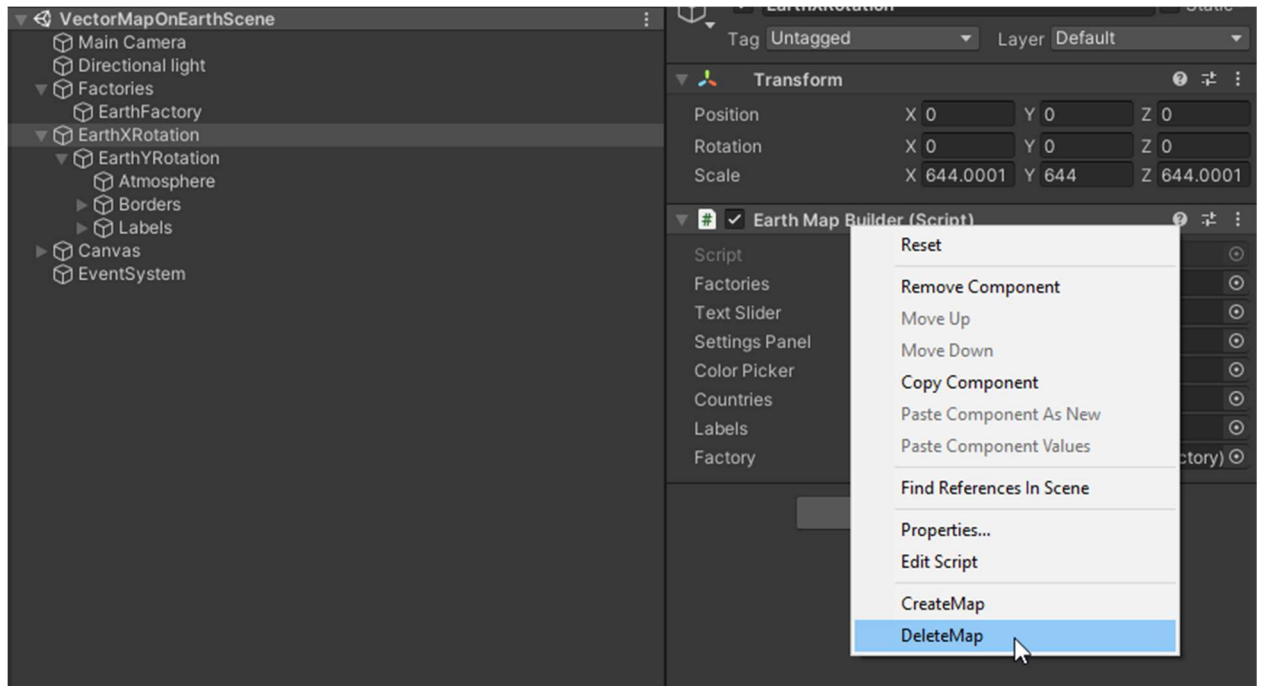 VectorMapOnEarthScene
Main Camera
Directional light
Factories
EarthFactory
EarthXRotation
EarthYRotation
Atmosphere
Borders
Labels
Canvas
EventSystem
EarthXRotation Static
Tag Untagged Layer Default
Transform
Position X 0 Y 0 Z 0
Rotation X 0 Y 0 Z 0
Scale X 644.0001 Y 644 Z 644.0001
# Earth Map Builder (Script)
Script
Factories
Text Slider
Settings Panel
Color Picker
Countries
Labels
Factory ctory)
Reset
Remove Component
Move Up
Move Down
Copy Component
Paste Component As New
Paste Component Values
Find References In Scene
Properties...
Edit Script
CreateMap
DeleteMap